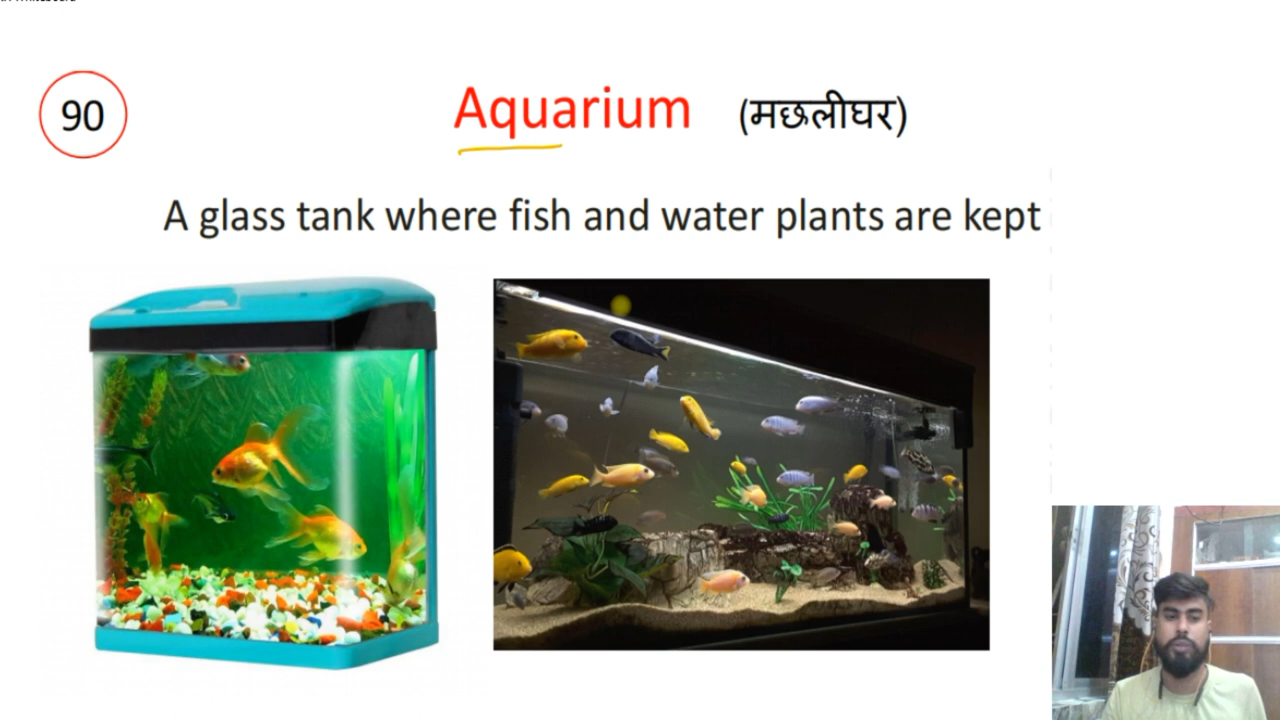 90
Aquarium (मछलीघर)
A glass tank where fish and water plants are kept